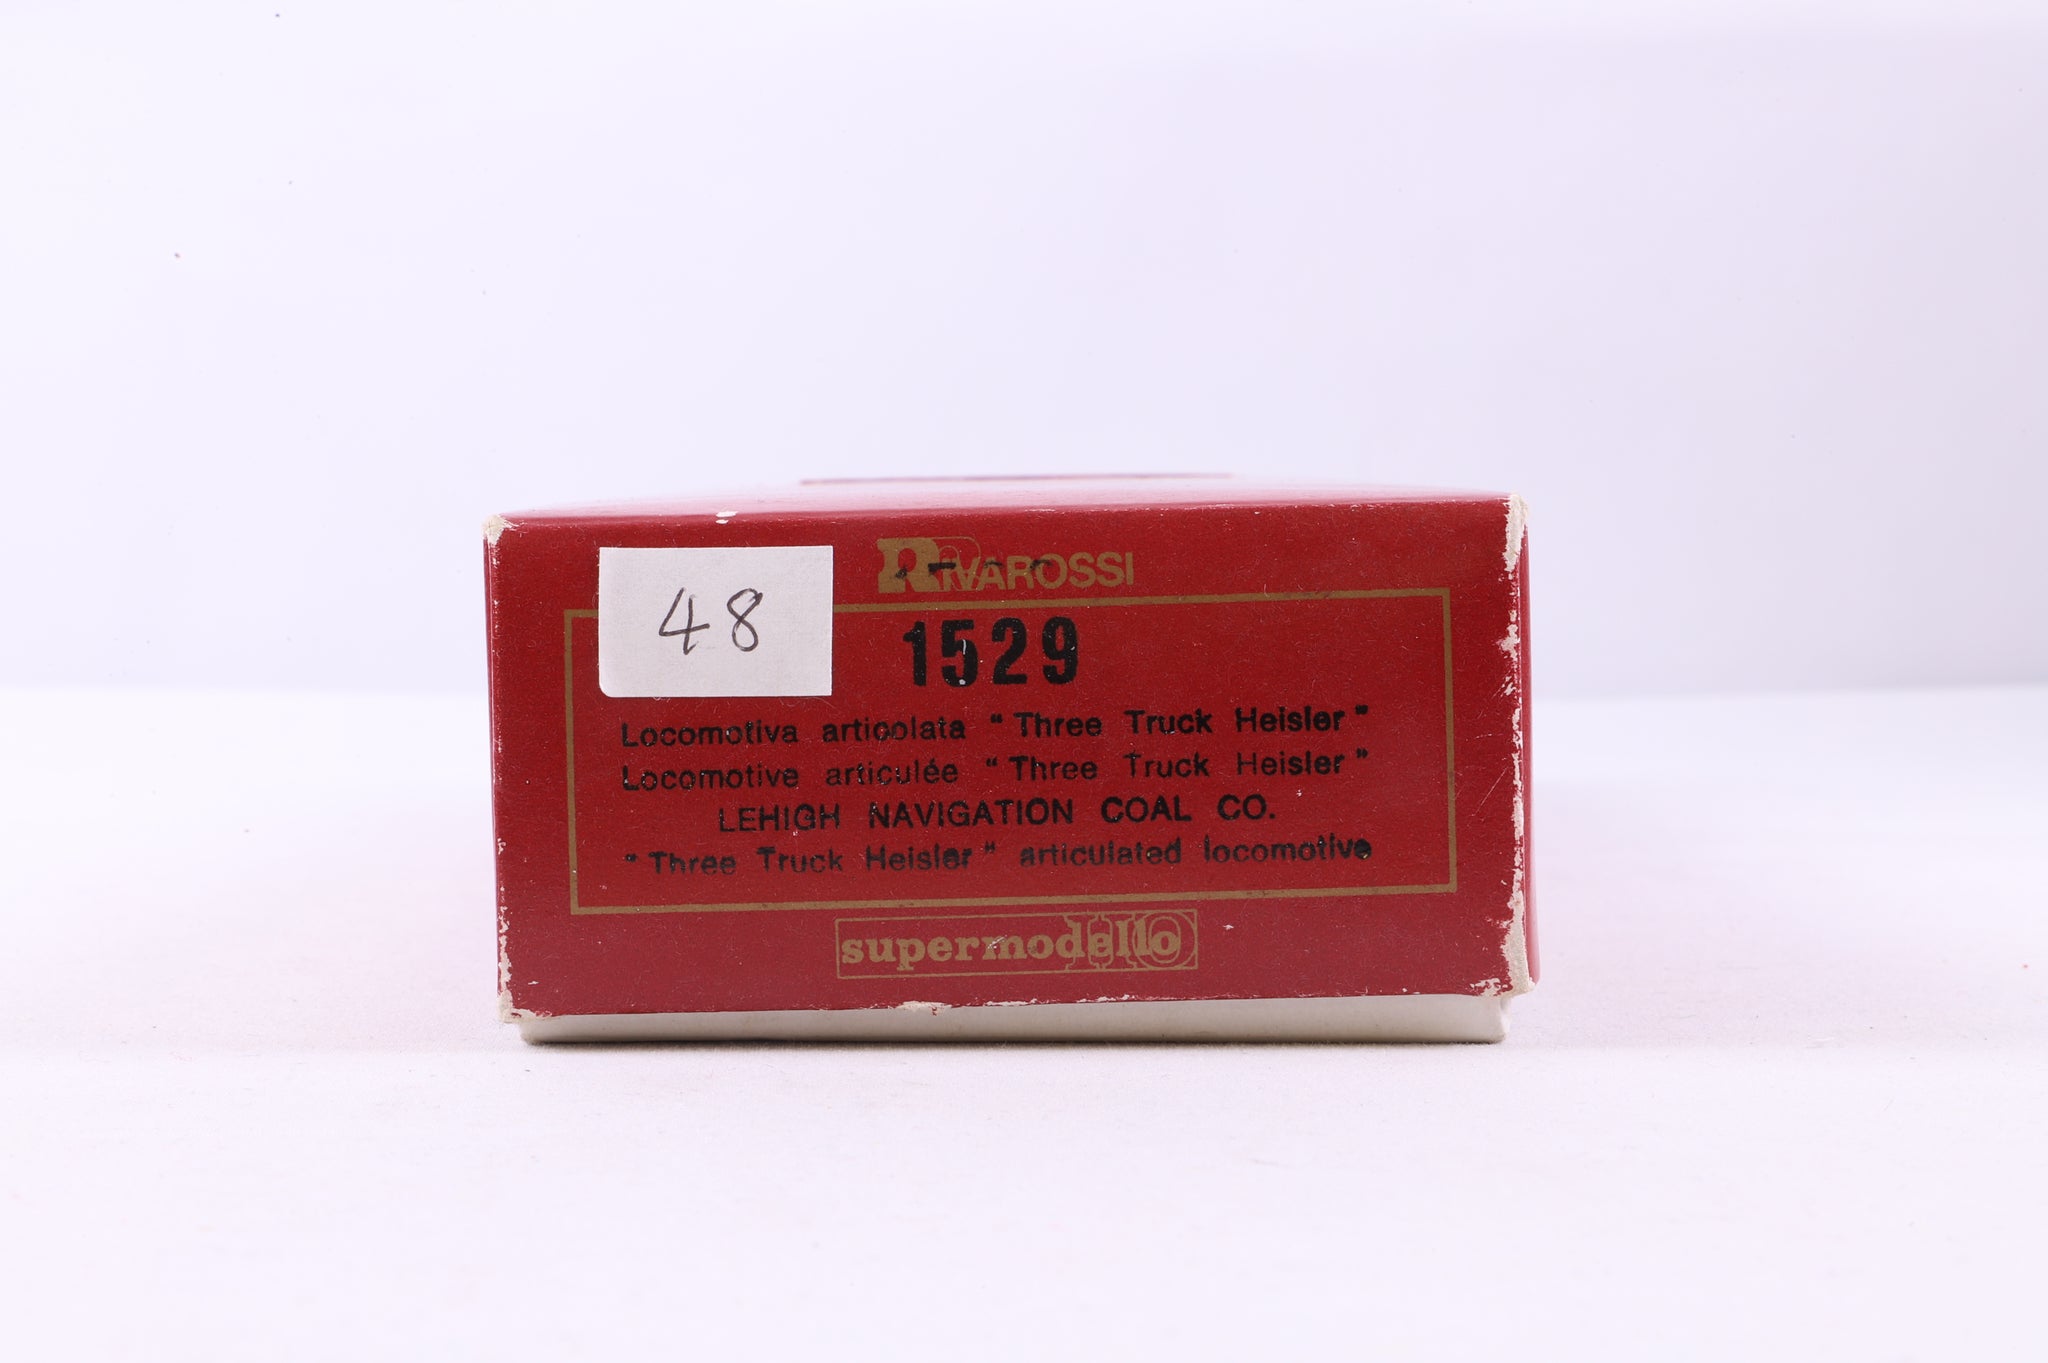 RIVAROSSI
48
1529
Locomotiva articolata "Three Truck Heisler"
Locomotive articulée "Three Truck Heisler"
LEHIGH NAVIGATION COAL CO.
"Three Truck Heisler" articulated locomotive
supermodello HO